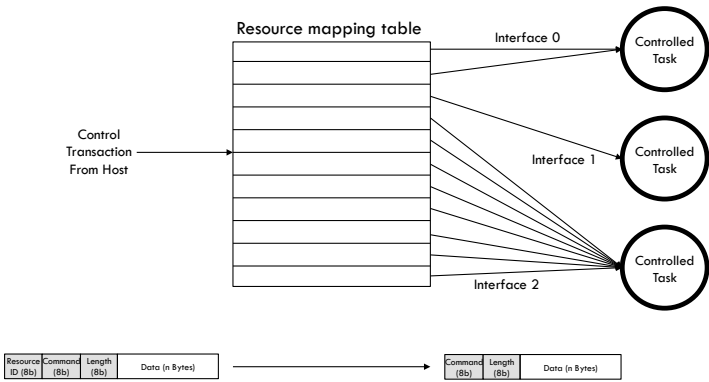 Resource mapping table
Interface 0
Controlled
Task
Control
Transaction
From Host
Interface 1
Controlled
Task
Interface 2
Controlled
Task
Resource
ID (8b)
Command
(8b)
Length
(8b)
Data (n Bytes)
Command
(8b)
Length
(8b)
Data (n Bytes)